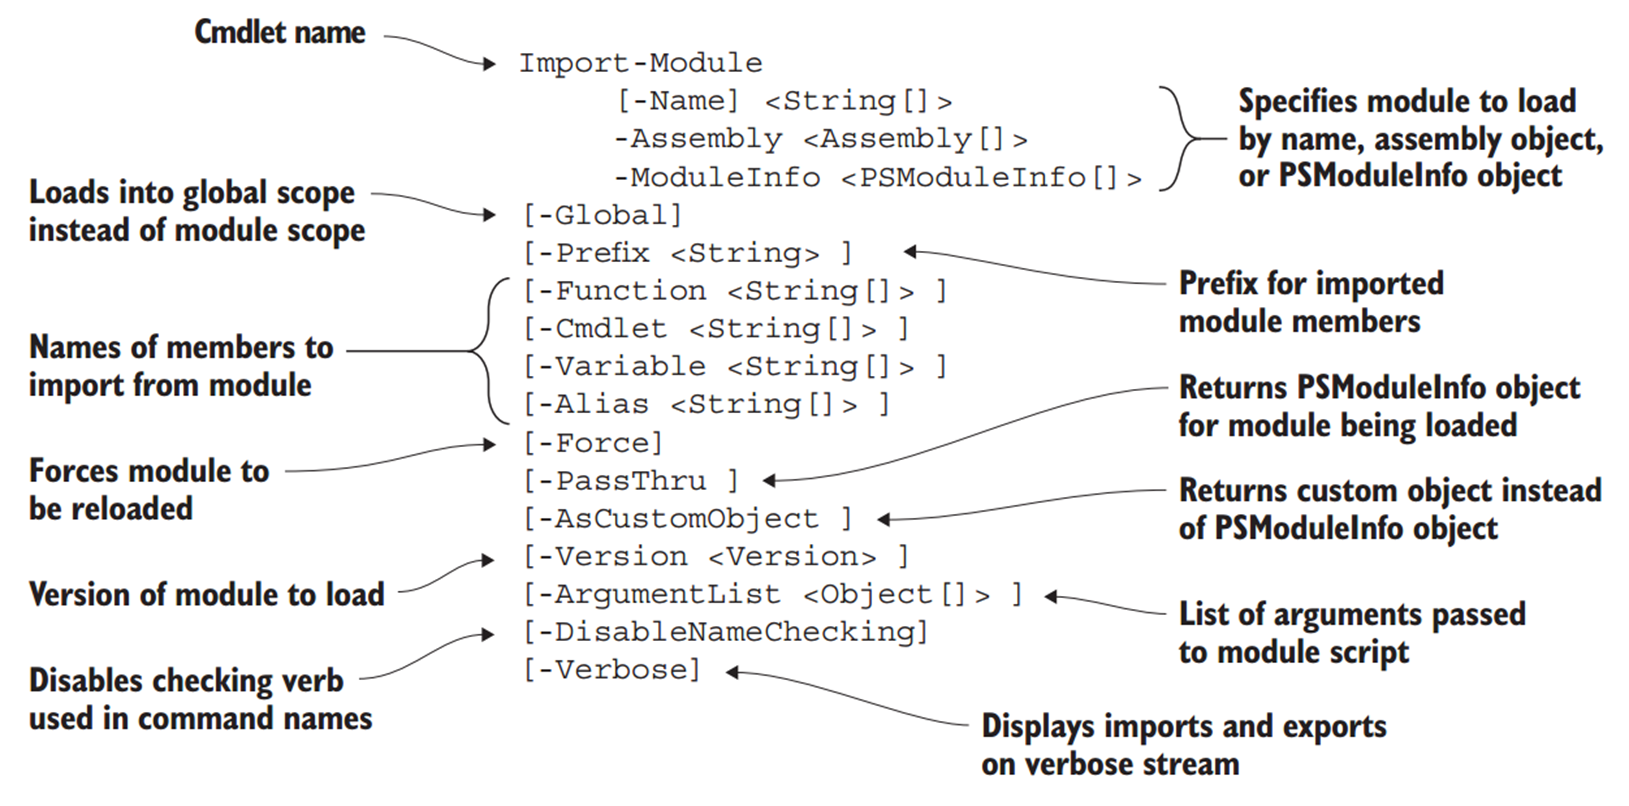 Cmdlet name
Import-Module
[-Name] <String[]>
-Assembly <Assembly[]>
-ModuleInfo <PSModuleInfo[]>
Specifies module to load
by name, assembly object,
or PSModuleInfo object
Loads into global scope
instead of module scope
[-Global]
[-Prefix <String> ]
Prefix for imported
module members
[-Function <String[]> ]
[-Cmdlet <String[]> ]
[-Variable <String[]> ]
[-Alias <String[]> ]
Names of members to
import from module
[-Force]
Forces module to
be reloaded
[-PassThru ]
Returns PSModuleInfo object
for module being loaded
[-AsCustomObject ]
Returns custom object instead
of PSModuleInfo object
[-Version <Version> ]
Version of module to load
[-ArgumentList <Object[]> ]
List of arguments passed
to module script
[-DisableNameChecking]
Disables checking verb
used in command names
[-Verbose]
Displays imports and exports
on verbose stream